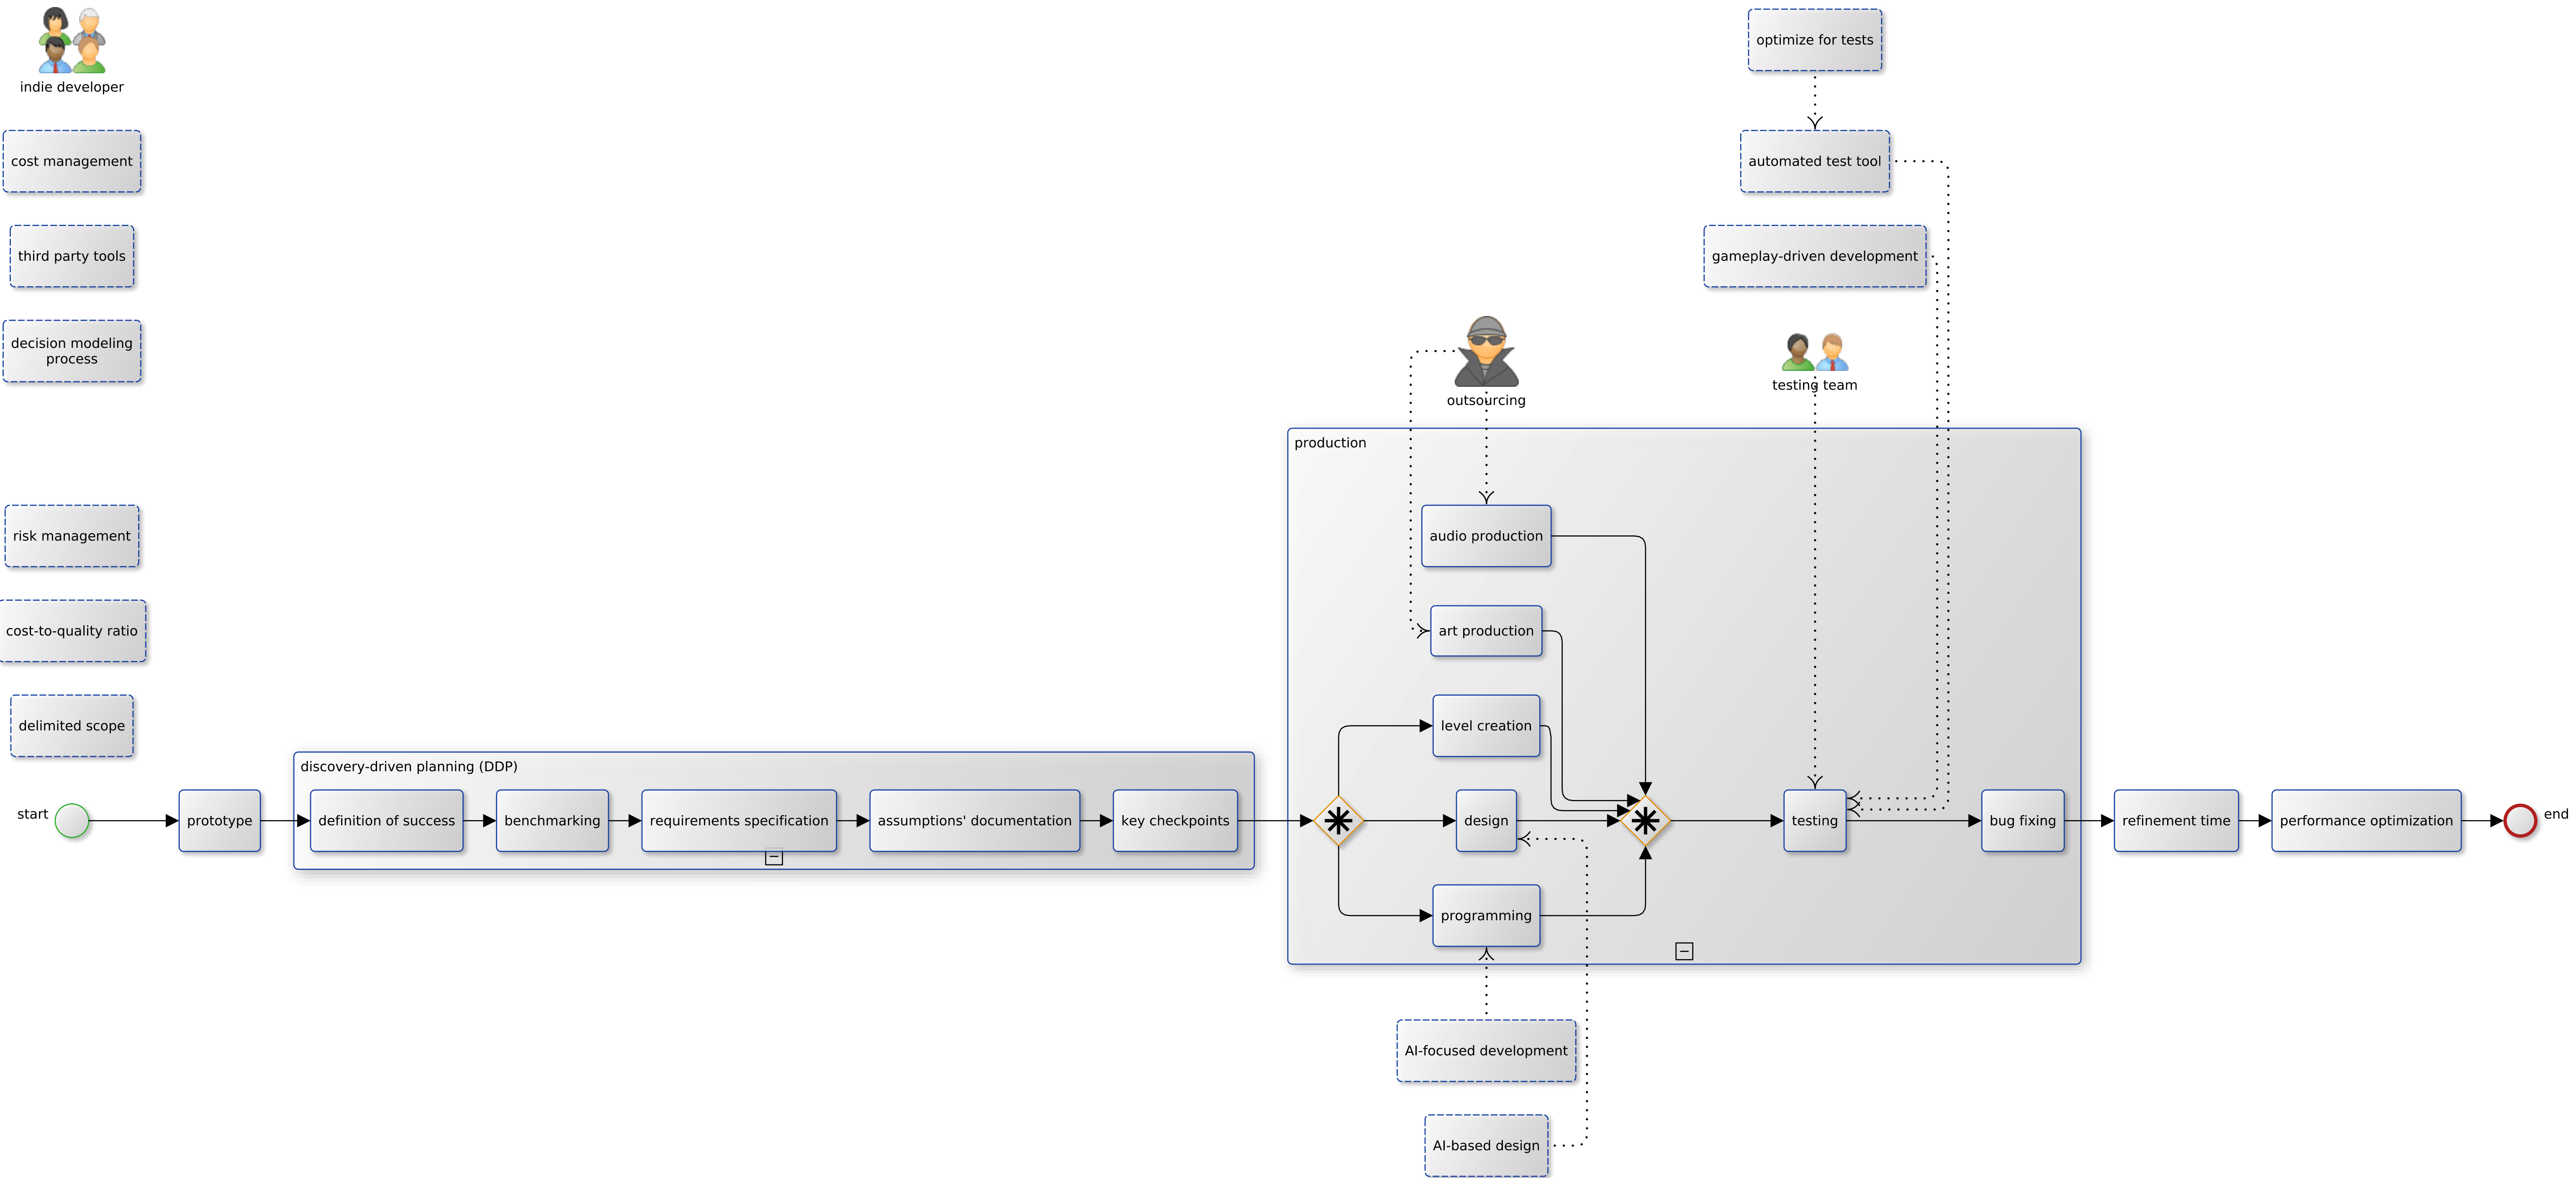 indie developer
optimize for tests
cost management
automated test tool
third party tools
gameplay-driven development
decision modeling
process
outsourcing
testing team
production
risk management
audio production
cost-to-quality ratio
art production
delimited scope
level creation
discovery-driven planning (DDP)
start
prototype
definition of success
benchmarking
requirements specification
assumptions' documentation
key checkpoints
design
testing
bug fixing
refinement time
performance optimization
end
programming
AI-focused development
AI-based design